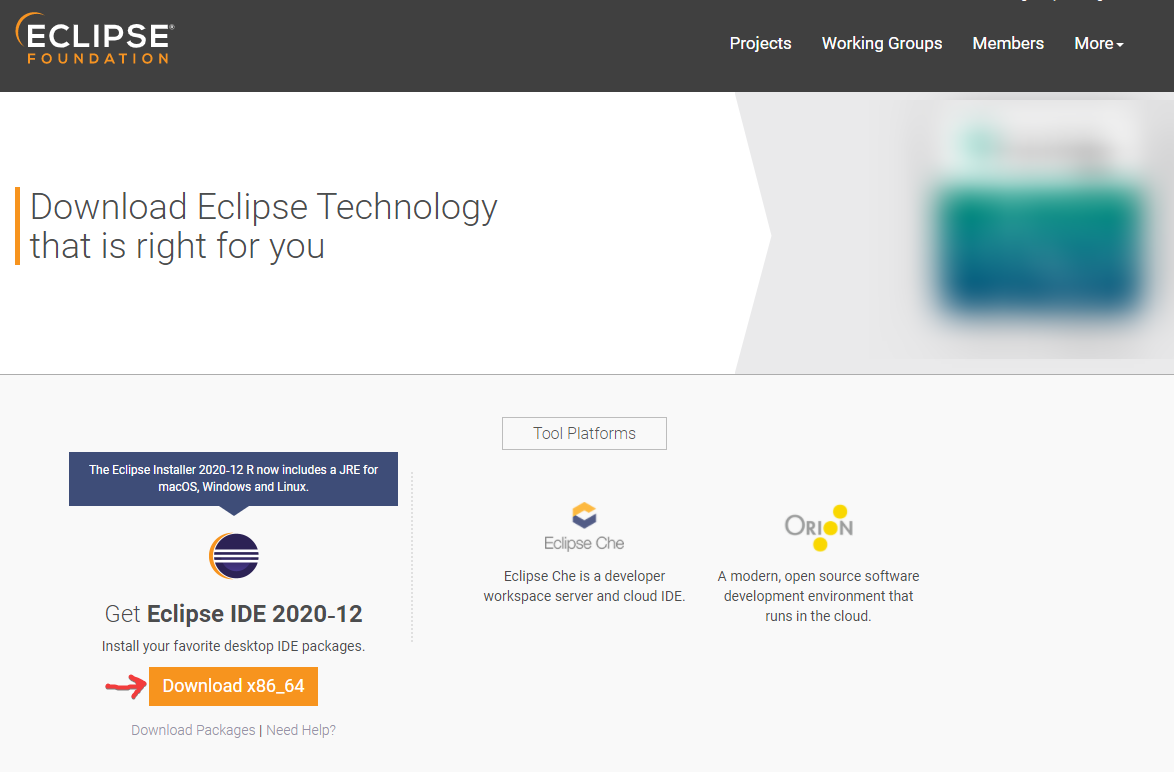 ECLIPSE®
FOUNDATION
Projects
Working Groups
Members
More
Download Eclipse Technology
that is right for you
Tool Platforms
The Eclipse Installer 2020-12 R now includes a JRE for
macOS, Windows and Linux.
Get Eclipse IDE 2020-12
Install your favorite desktop IDE packages.
Download x86_64
Download Packages | Need Help?
Eclipse Che
Eclipse Che is a developer
workspace server and cloud IDE.
ORION
A modern, open source software
development environment that
runs in the cloud.